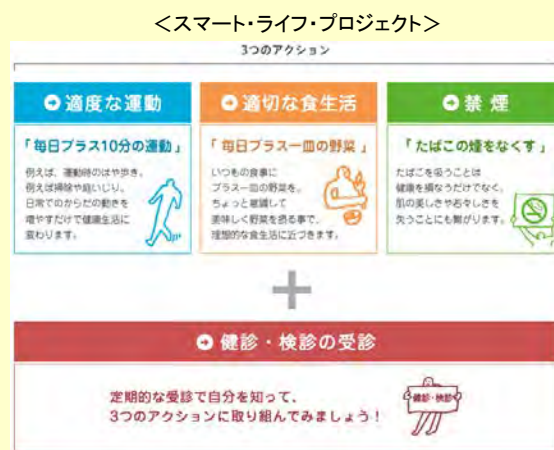 ＜スマート・ライフ・プロジェクト＞
3つのアクション
適度な運動
「毎日プラス10分の運動」
例えば、運動時のはや歩き。
例えば掃除や庭いじり。
日常でのからだの動きを
増やすだけで健康生活に
変わります。
適切な食生活
「毎日プラス一皿の野菜」
いつもの食事に
プラス一皿の野菜を。
ちょっと意識して
美味しく野菜を摂る事で、
理想的な食生活に近づきます。
禁煙
「たばこの煙をなくす」
たばこを吸うことは
健康を損なうだけでなく、
肌の美しさや若々しさを
失うことにも繋がります。
+
健診・検診の受診
定期的な受診で自分を知って、
3つのアクションに取り組んでみましょう！
健診・検診